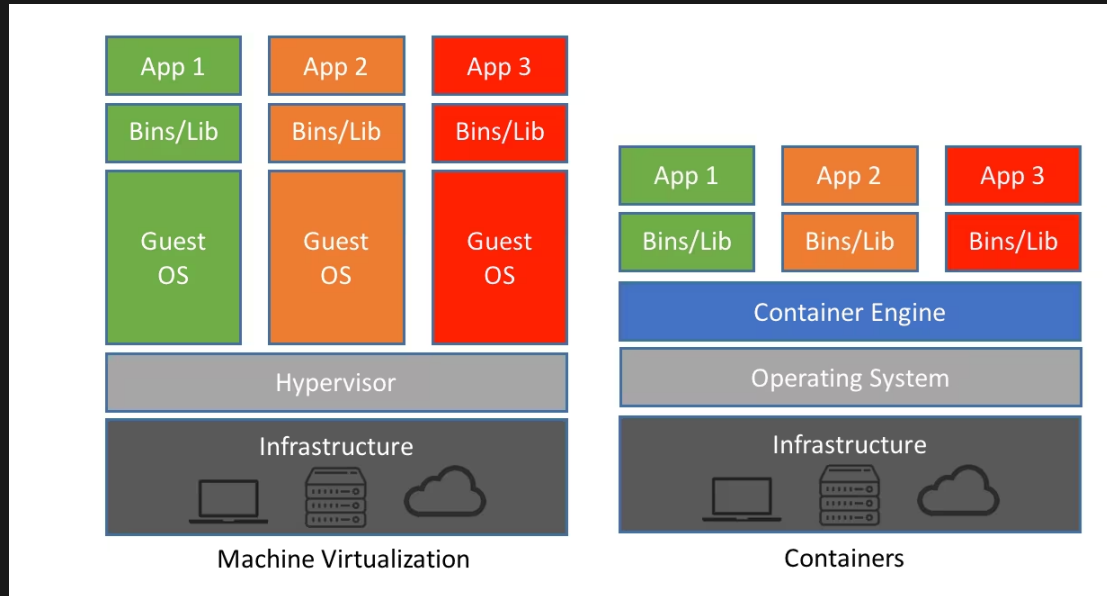 App 1
App 2
App 3
Bins/Lib
Bins/Lib
Bins/Lib
Guest
OS
Guest
OS
Guest
OS
Hypervisor
Infrastructure
Machine Virtualization
App 1
App 2
App 3
Bins/Lib
Bins/Lib
Bins/Lib
Container Engine
Operating System
Infrastructure
Containers